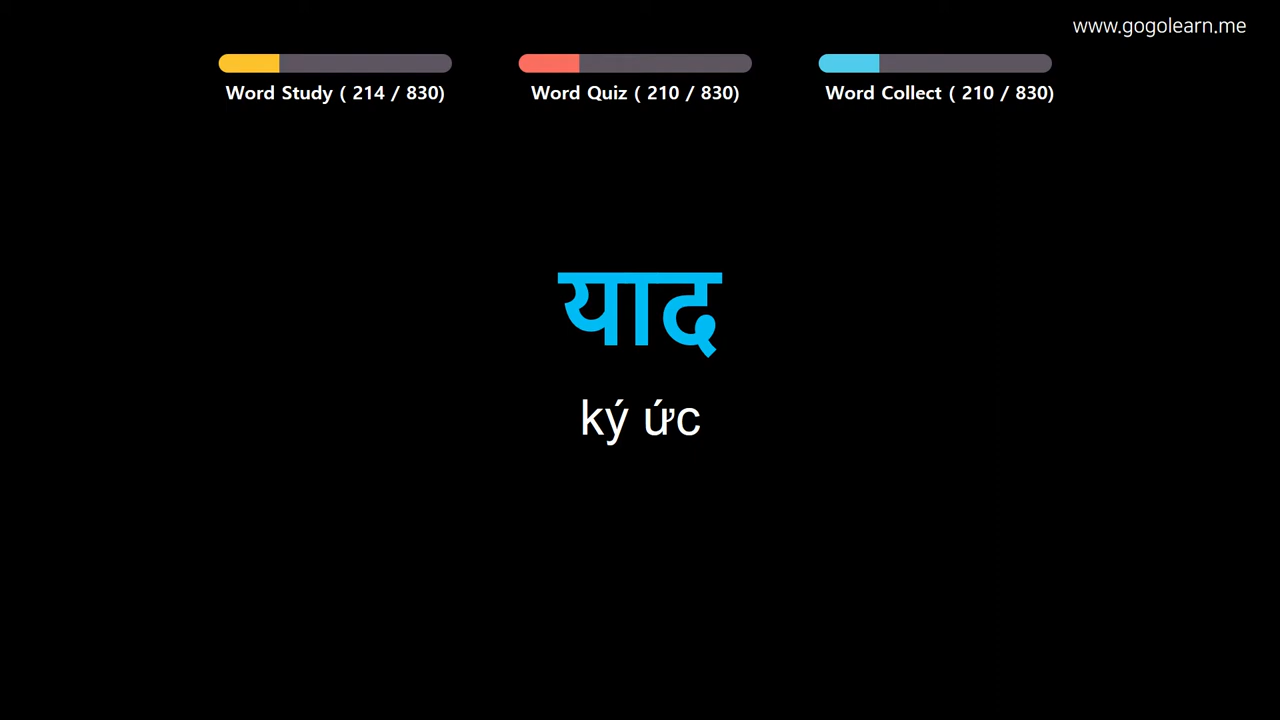 www.gogolearn.me
Word Study ( 214 / 830)
Word Quiz ( 210 / 830)
Word Collect ( 210 / 830)
याद
ký ức